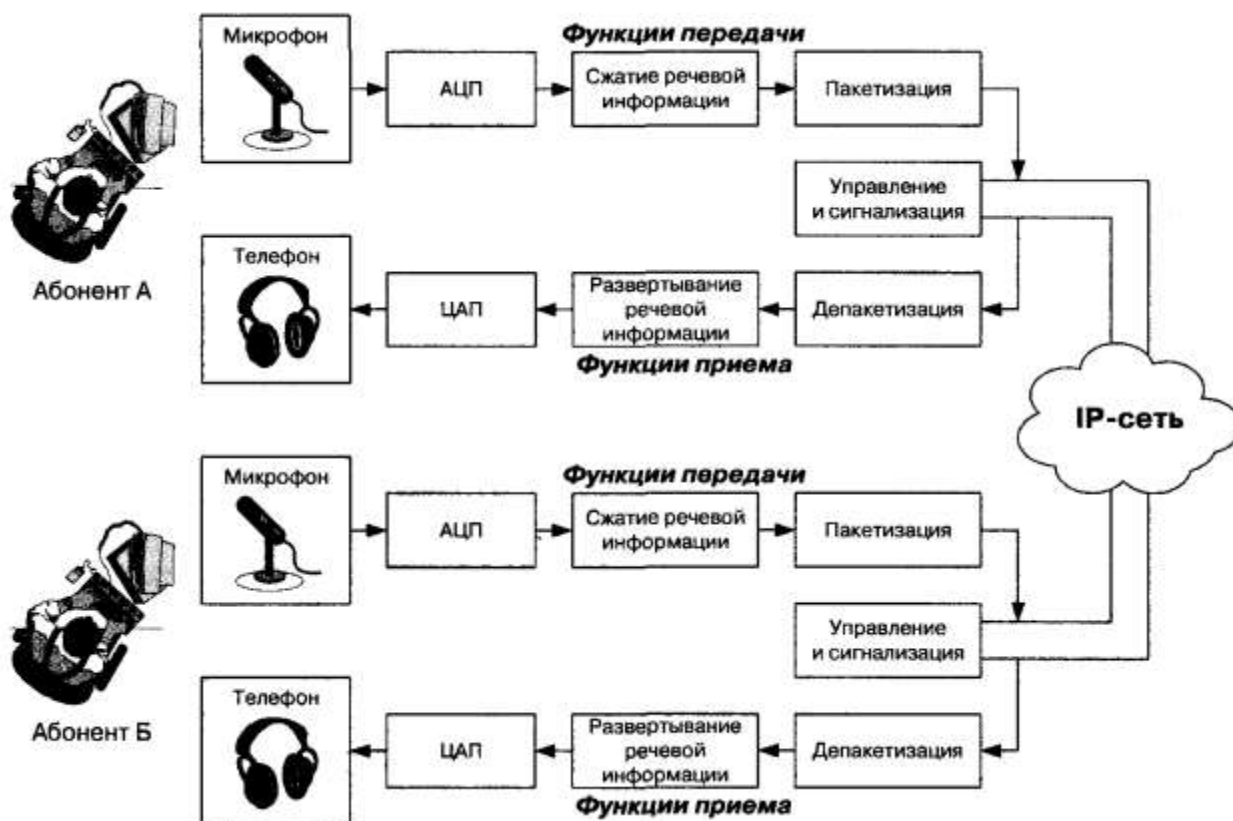 Функции передачи
Микрофон
АЦП
Сжатие речевой
информации
Пакетизация
Управление
и сигнализация
Абонент А
Телефон
ЦАП
Развертывание
речевой
информации
Депакетизация
Функции приема
IP-сеть
Функции передачи
Микрофон
АЦП
Сжатие речевой
информации
Пакетизация
Управление
и сигнализация
Абонент Б
Телефон
ЦАП
Развертывание
речевой
информации
Депакетизация
Функции приема